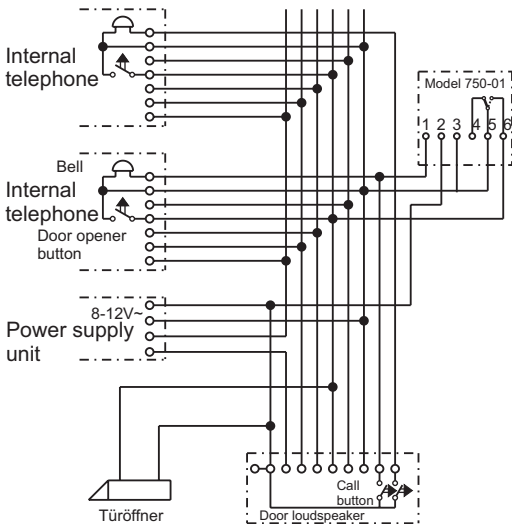 Internal
telephone
Model 750-01
1 2 3 4 5 6
Bell
Internal
telephone
Door opener
button
8-12V~
Power supply
unit
Call
button
Türöffner
Door loudspeaker